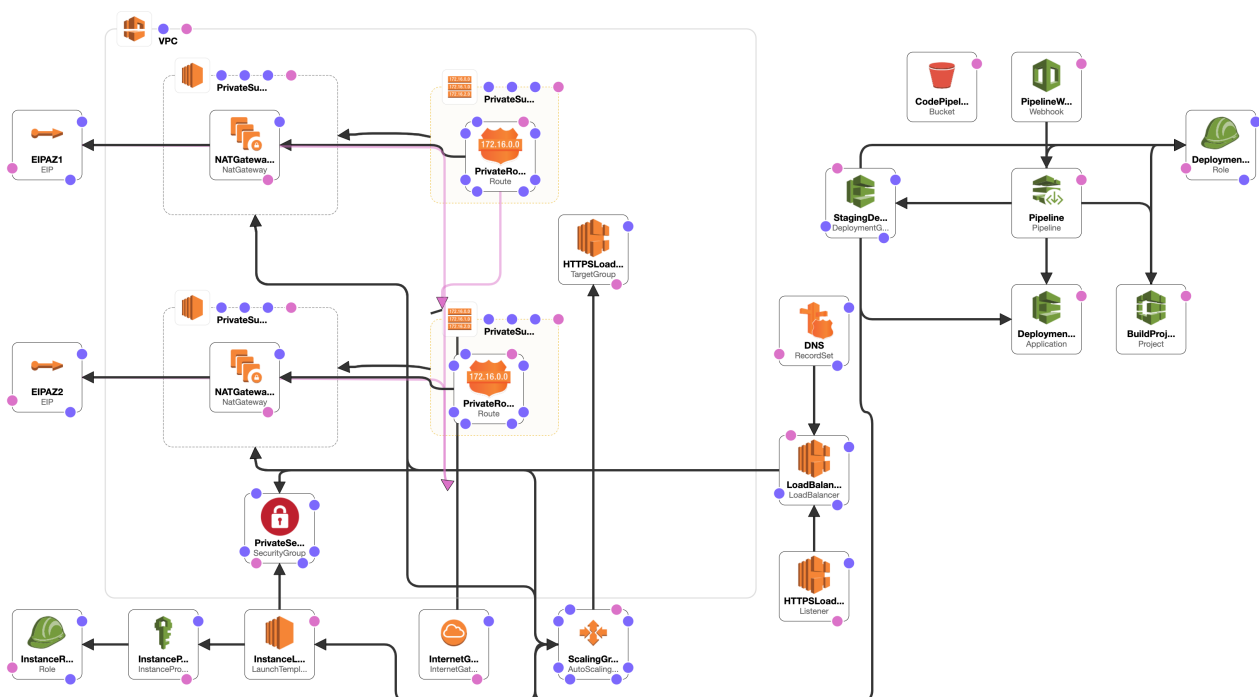 VPC
PrivateSu...
PrivateSu...
EIPAZ1
EIP
NATGatewa...
NatGateway
172.16.0.0
PrivateRo...
Route
HTTPSLoad...
TargetGroup
CodePipel...
Bucket
PipelineW...
Webhook
Deploymen...
Role
StagingDe...
DeploymentG...
Pipeline
Pipeline
PrivateSu...
PrivateSu...
EIPAZ2
EIP
NATGatewa...
NatGateway
172.16.0.0
PrivateRo...
Route
DNS
RecordSet
Deploymen...
Application
BuildProj...
Project
LoadBalan...
LoadBalancer
PrivateSe...
SecurityGroup
HTTPSLoad...
Listener
InstanceR...
Role
InstanceP...
InstancePro...
InstanceL...
LaunchTempl...
InternetG...
InternetGat...
ScalingGr...
AutoScaling...